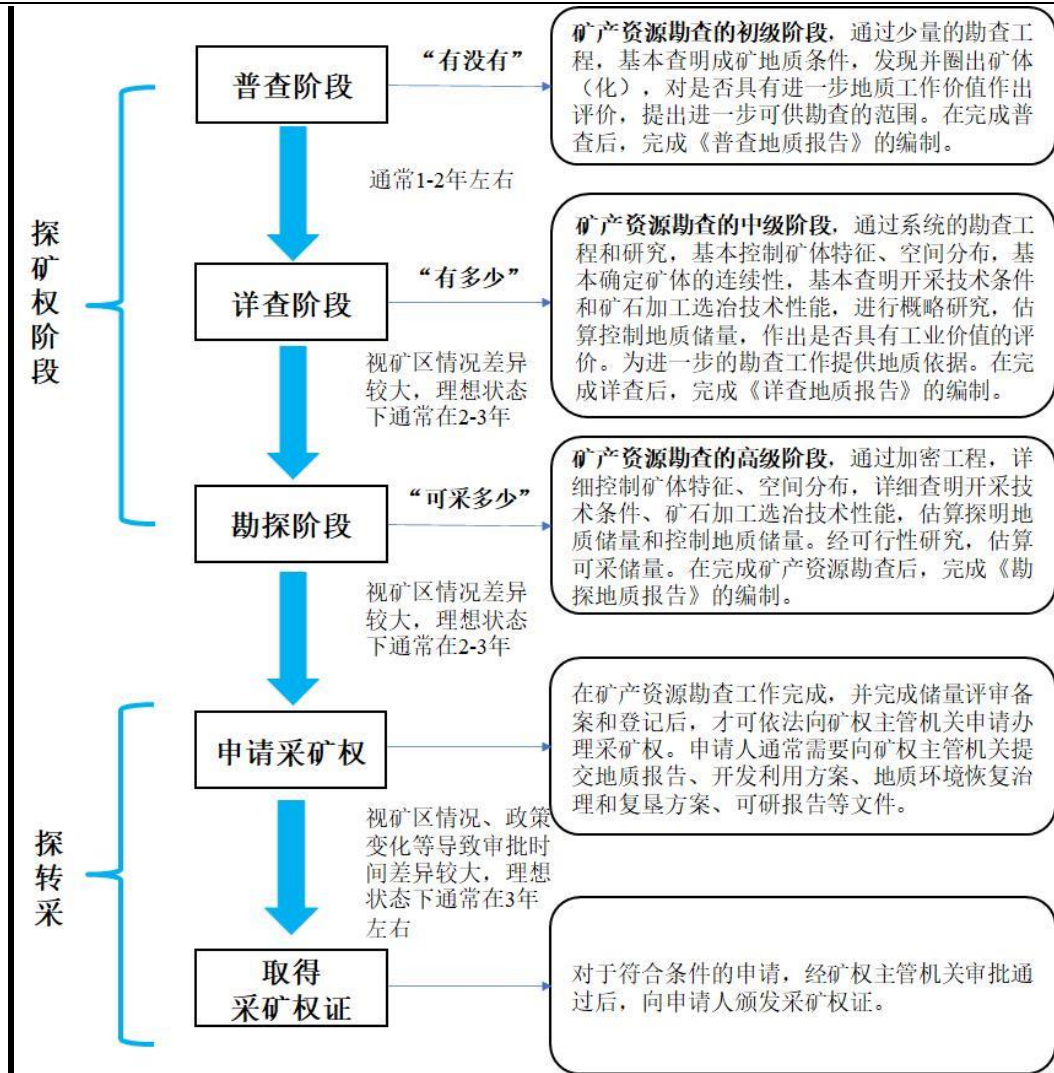 探矿权阶段
普查阶段
“有没有”
矿产资源勘查的初级阶段，通过少量的勘查工
程，基本查明成矿地质条件，发现并圈出矿体
（化），对是否具有进一步地质工作价值作出
评价，提出进一步可供勘查的范围。在完成普
查后，完成《普查地质报告》的编制。
通常1-2年左右
详查阶段
“有多少”
矿产资源勘查的中级阶段，通过系统的勘查工
程和研究，基本控制矿体特征、空间分布，基
本确定矿体的连续性，基本查明开采技术条件
和矿石加工选冶技术性能，进行概略研究，估
算控制地质储量，作出是否具有工业价值的评
价。为进一步的勘查工作提供地质依据。在完
成详查后，完成《详查地质报告》的编制。
视矿区情况差异
较大，理想状态
下通常在2-3年
勘探阶段
“可采多少”
矿产资源勘查的高级阶段，通过加密工程，详
细控制矿体特征、空间分布，详细查明开采技
术条件、矿石加工选冶技术性能，估算探明地
质储量和控制地质储量。经可行性研究，估算
可采储量。在完成矿产资源勘查后，完成《勘
探地质报告》的编制。
视矿区情况差异
较大，理想状态
下通常在2-3年
探转采
申请采矿权
在矿产资源勘查工作完成，并完成储量评审备
案和登记后，才可依法向矿权主管机关申请办
理采矿权。申请人通常需要向矿权主管机关提
交地质报告、开发利用方案、地质环境恢复治
理和复垦方案、可研报告等文件。
视矿区情况、政策
变化等导致审批时
间差异较大，理想
状态下通常在3年
左右
取得
采矿权证
对于符合条件的申请，经矿权主管机关审批通
过后，向申请人颁发采矿权证。